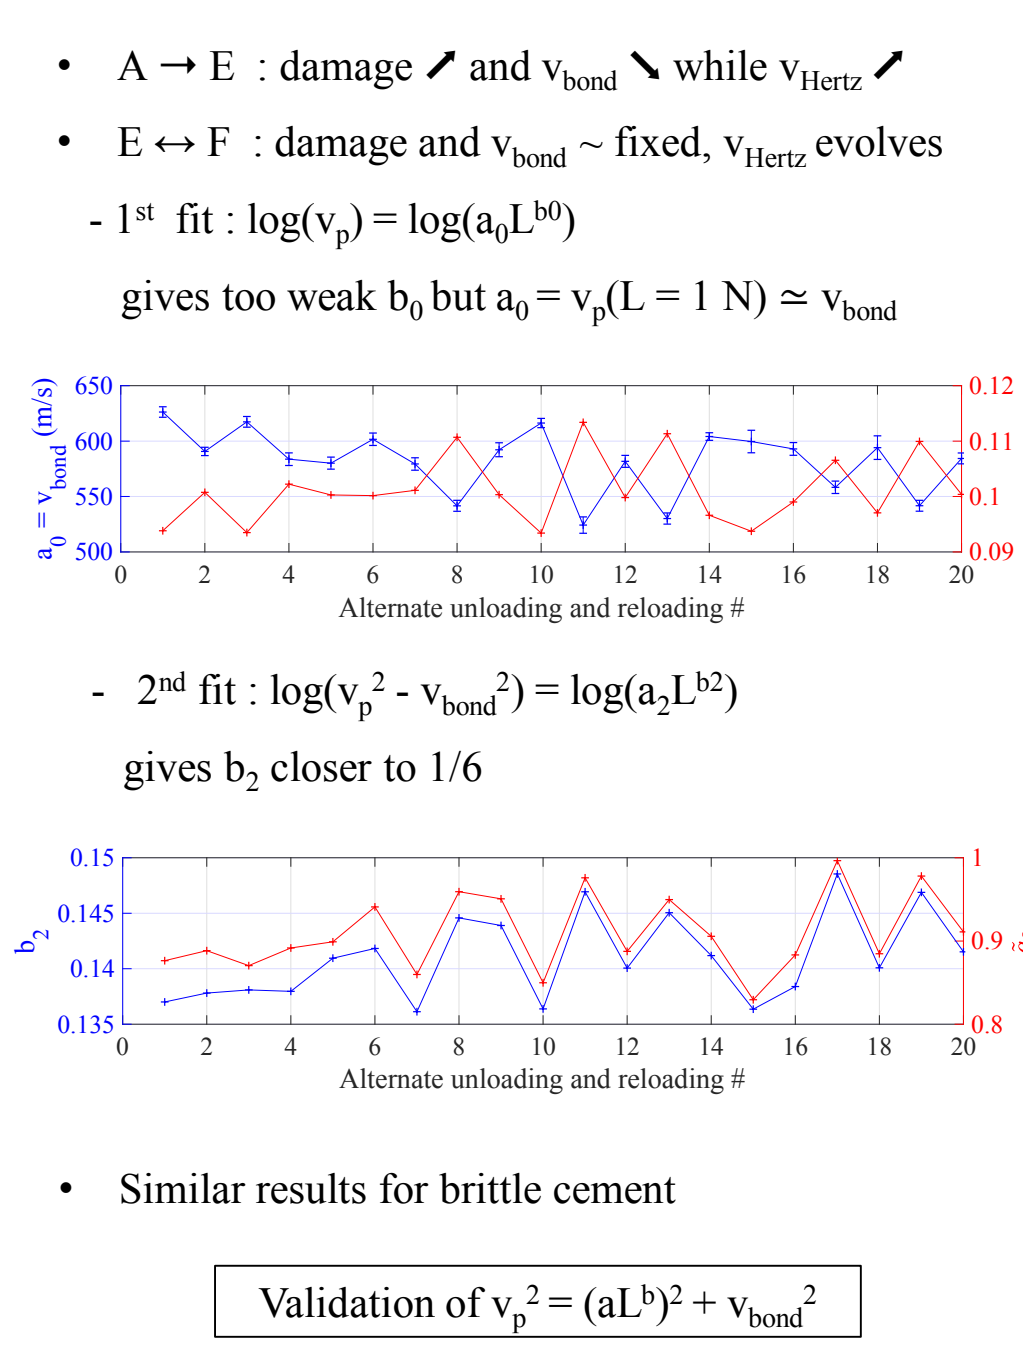 • A → E : damage ➚ and v_bond ➘ while v_Hertz ➚
• E ↔ F : damage and v_bond ~ fixed, v_Hertz evolves
- 1st fit : log(v_p) = log(a_0L^b0)
gives too weak b_0 but a_0 = v_p(L = 1 N) ≃ v_bond
650 0.12
600 0.11
550 0.1
500 0.09
a_0 = v_bond (m/s)
0 2 4 6 8 10 12 14 16 18 20
Alternate unloading and reloading #
- 2nd fit : log(v_p^2 - v_bond^2) = log(a_2L^b2)
gives b_2 closer to 1/6
0.15 1
0.145
0.9
0.14
0.135 0.8
b_2
0 2 4 6 8 10 12 14 16 18 20
Alternate unloading and reloading #
• Similar results for brittle cement
Validation of v_p^2 = (aL^b)^2 + v_bond^2